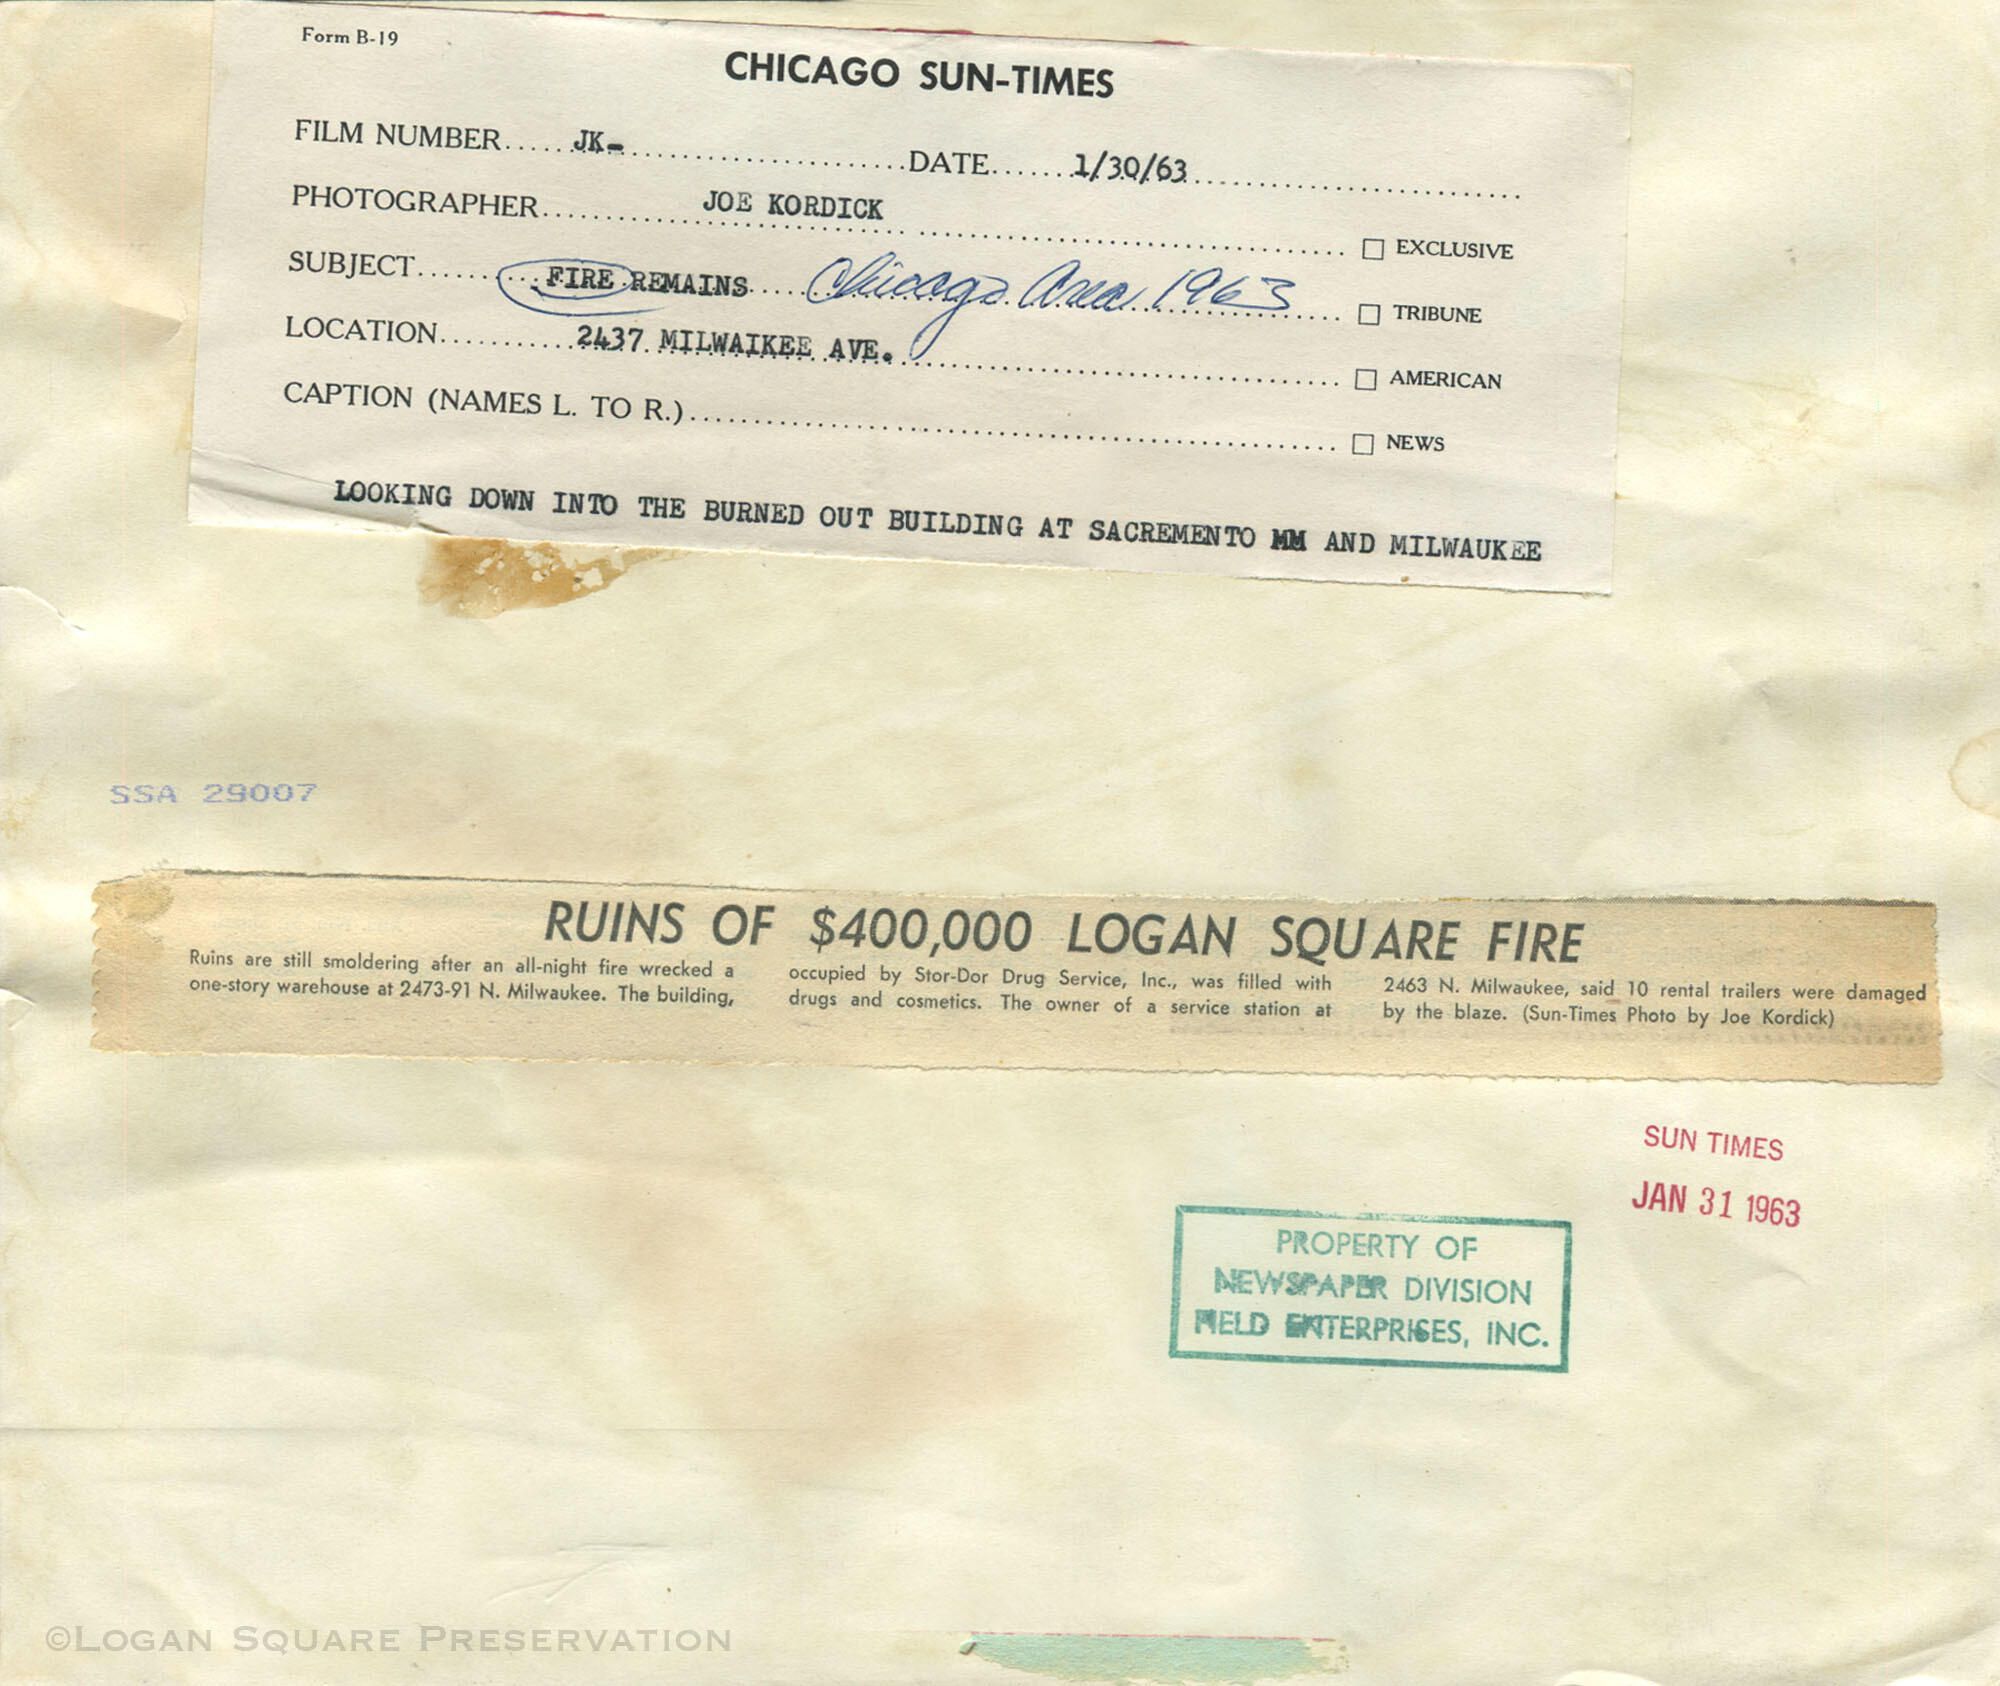 Form B-19
CHICAGO SUN-TIMES
FILM NUMBER.....JK-......................DATE.......1/30/63..........................
PHOTOGRAPHER........... JOE KORDICK ........................... □ EXCLUSIVE
SUBJECT.........FIRE REMAINS.... Chicago Area 1963 .... □ TRIBUNE
LOCATION..........2437 MILWAIKEE AVE............................ □ AMERICAN
CAPTION (NAMES L. TO R.)................................................ □ NEWS
LOOKING DOWN INTO THE BURNED OUT BUILDING AT SACREMENTO MM AND MILWAUKEE
SSA 29007
RUINS OF $400,000 LOGAN SQUARE FIRE
Ruins are still smoldering after an all-night fire wrecked a
one-story warehouse at 2473-91 N. Milwaukee. The building,
occupied by Stor-Dor Drug Service, Inc., was filled with
drugs and cosmetics. The owner of a service station at
2463 N. Milwaukee, said 10 rental trailers were damaged
by the blaze. (Sun-Times Photo by Joe Kordick)
SUN TIMES
JAN 31 1963
PROPERTY OF
NEWSPAPER DIVISION
FIELD ENTERPRISES, INC.
©LOGAN SQUARE PRESERVATION